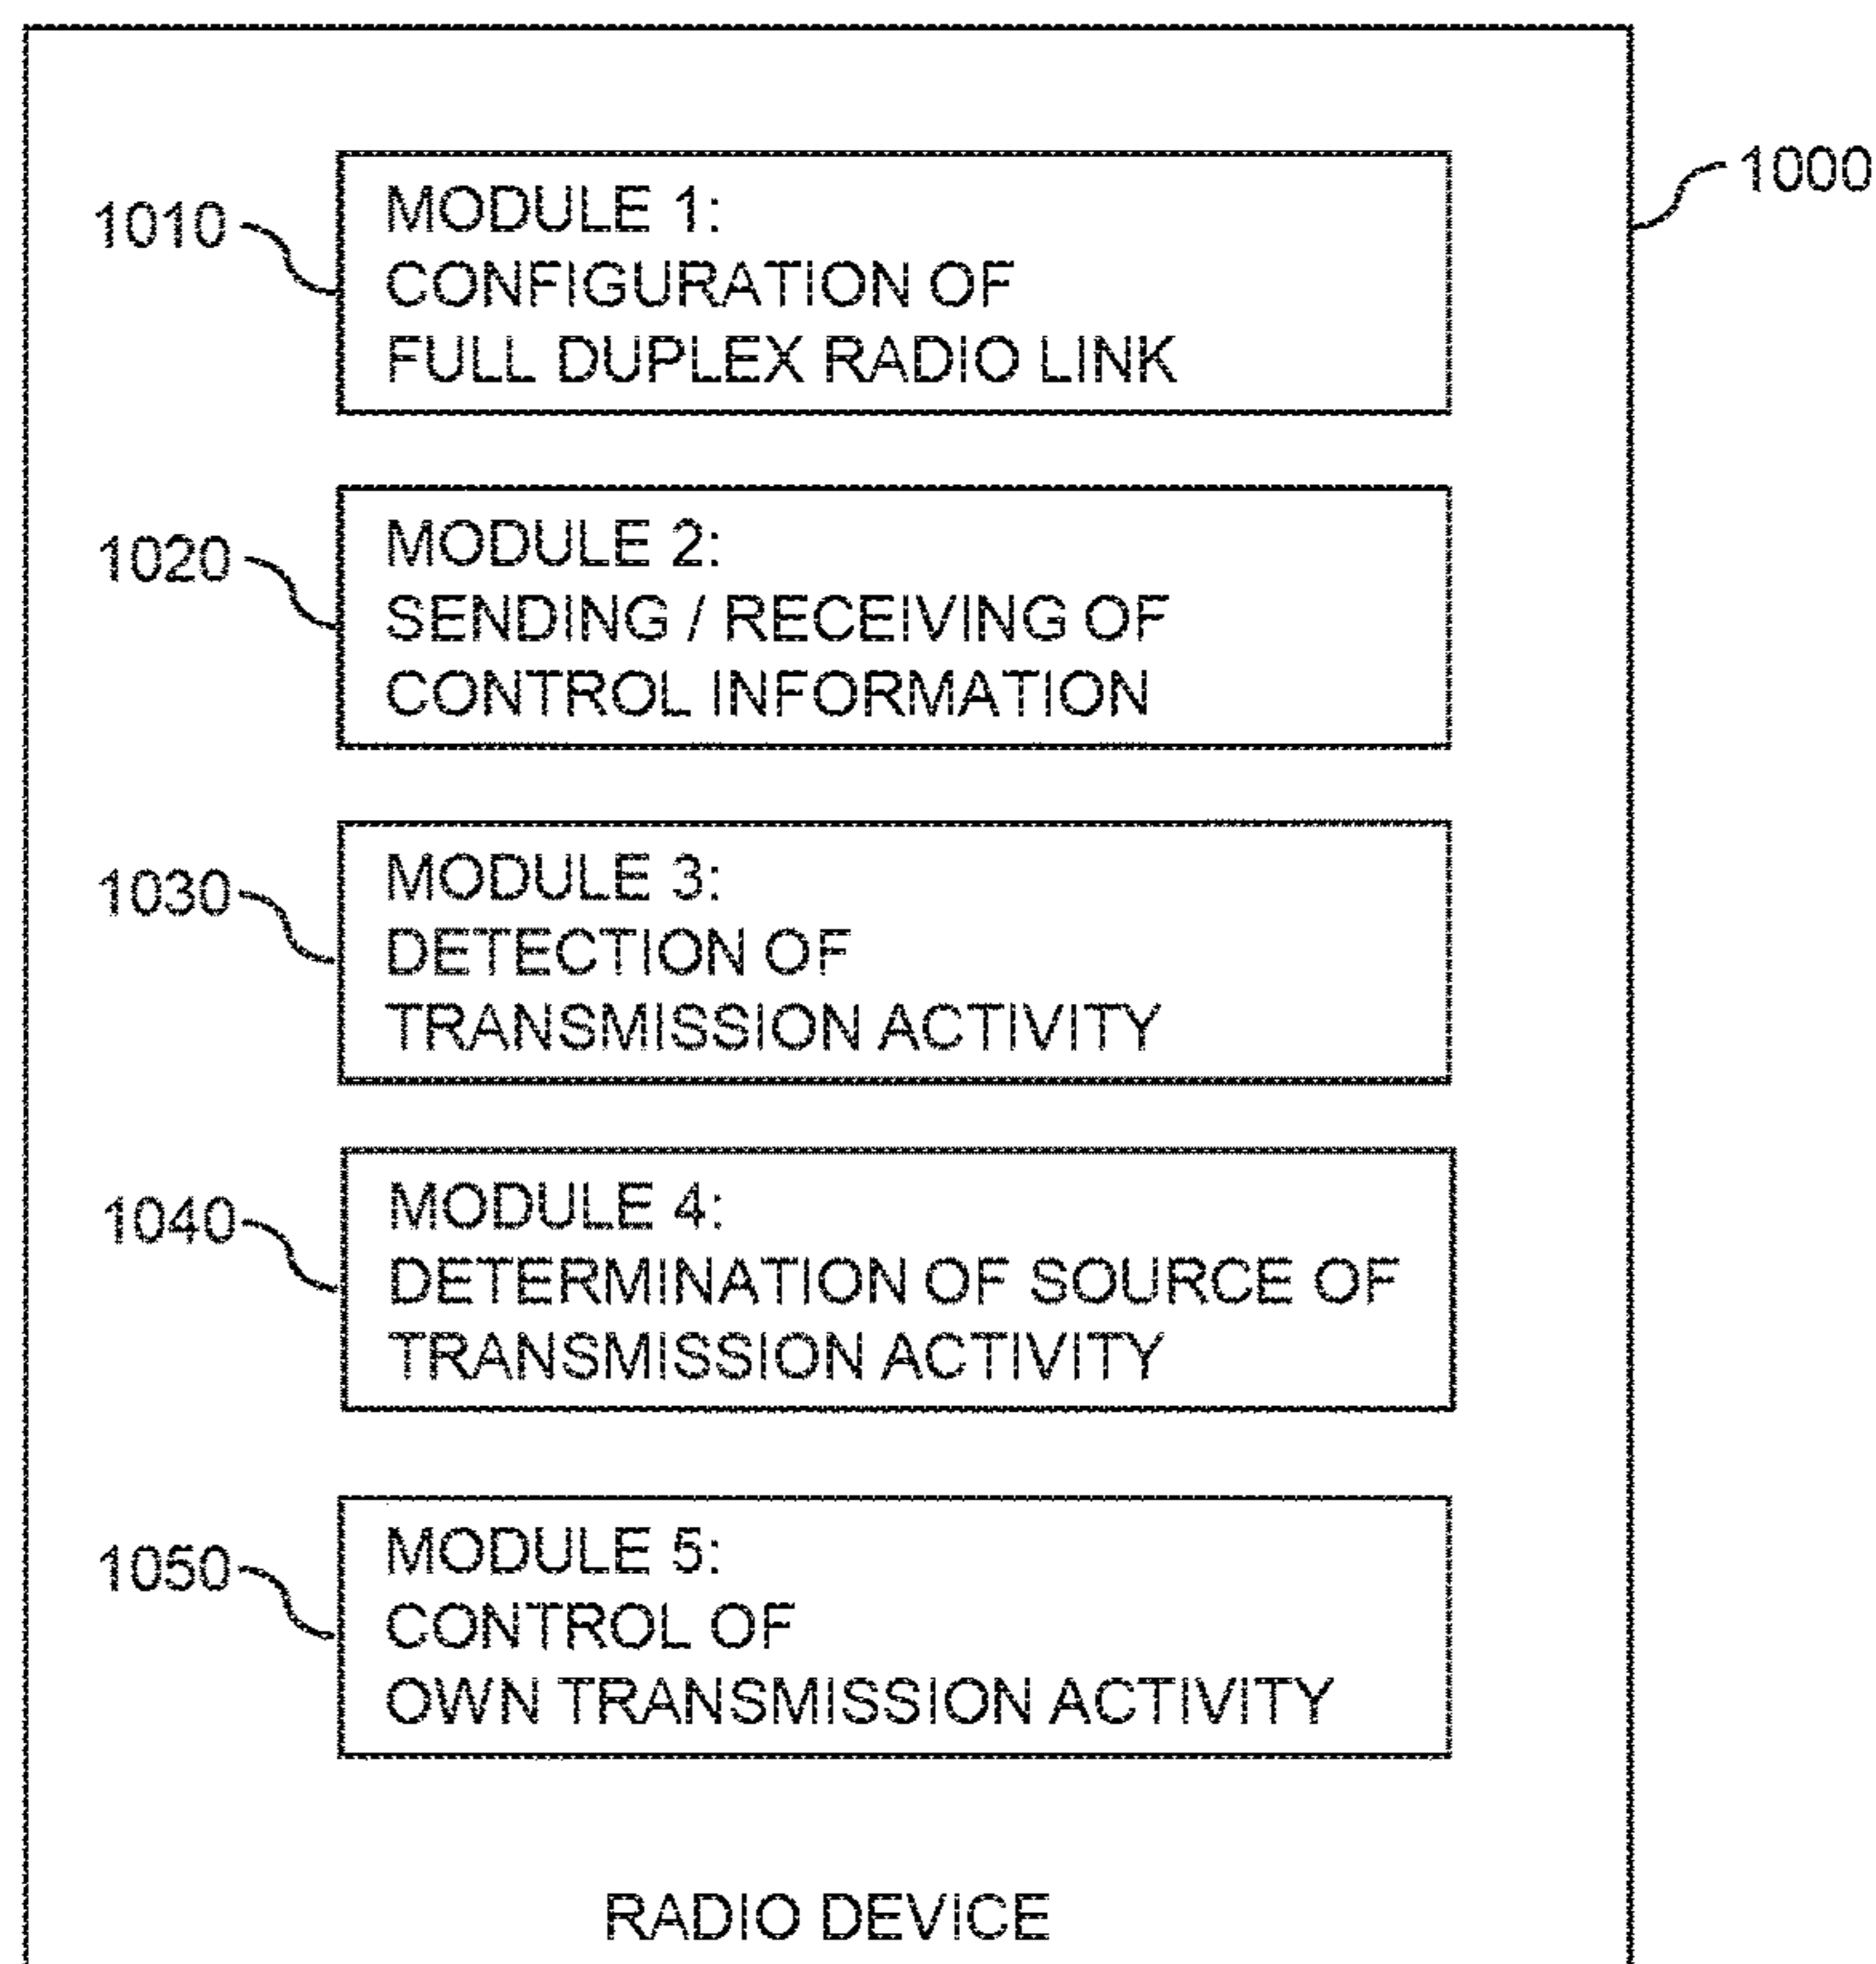 1000
1010
MODULE 1:
CONFIGURATION OF
FULL DUPLEX RADIO LINK
1020
MODULE 2:
SENDING / RECEIVING OF
CONTROL INFORMATION
1030
MODULE 3:
DETECTION OF
TRANSMISSION ACTIVITY
1040
MODULE 4:
DETERMINATION OF SOURCE OF
TRANSMISSION ACTIVITY
1050
MODULE 5:
CONTROL OF
OWN TRANSMISSION ACTIVITY
RADIO DEVICE